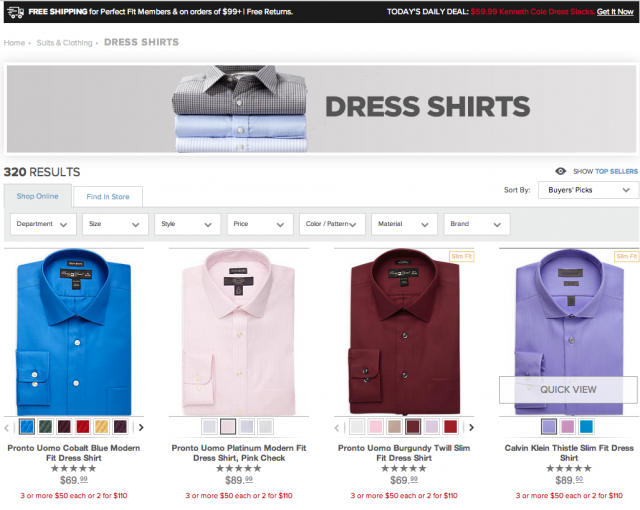 FREE SHIPPING for Perfect Fit Members & on orders of $99+ | Free Returns.
TODAY'S DAILY DEAL: $59.99 Kenneth Cole Dress Slacks. Get It Now
Home • Suits & Clothing • DRESS SHIRTS
DRESS SHIRTS
320 RESULTS
SHOW TOP SELLERS
Shop Online
Find In Store
Sort By: Buyers' Picks
Department
Size
Style
Price
Color / Pattern
Material
Brand
Slim Fit
Slim Fit
QUICK VIEW
Pronto Uomo Cobalt Blue Modern
Fit Dress Shirt
$69.99
3 or more $50 each or 2 for $110
Pronto Uomo Platinum Modern Fit
Dress Shirt, Pink Check
$89.99
3 or more $50 each or 2 for $110
Pronto Uomo Burgundy Twill Slim
Fit Dress Shirt
$69.99
3 or more $50 each or 2 for $110
Calvin Klein Thistle Slim Fit Dress
Shirt
$89.50
3 or more $50 each or 2 for $110